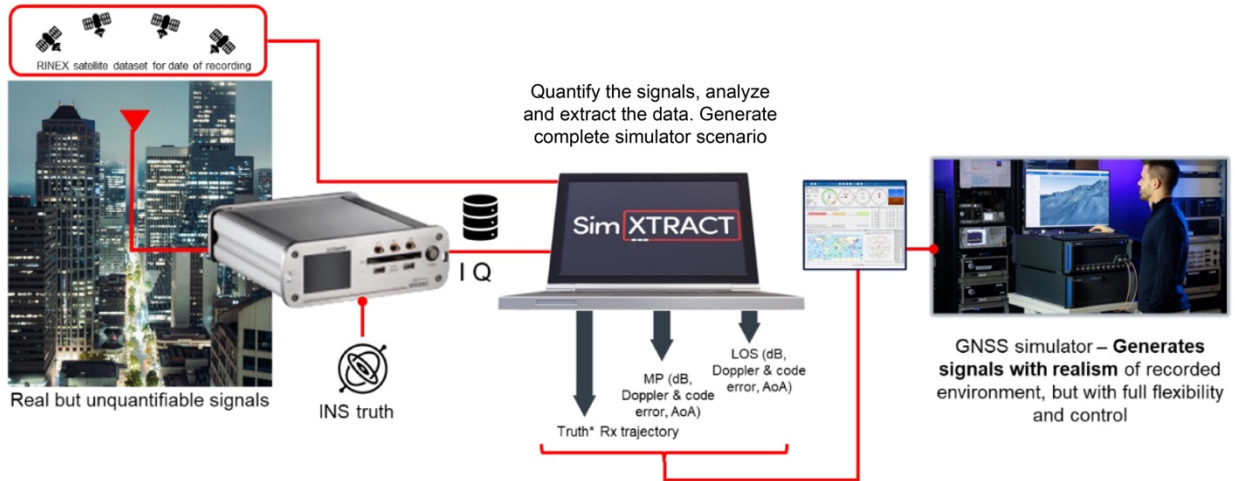 RINEX satellite dataset for date of recording
Real but unquantifiable signals
INS truth
I Q
Quantify the signals, analyze
and extract the data. Generate
complete simulator scenario
Sim XTRACT
Truth* Rx trajectory
MP (dB,
Doppler & code
error, AoA)
LOS (dB,
Doppler & code
error, AoA)
GNSS simulator – Generates
signals with realism of recorded
environment, but with full flexibility
and control